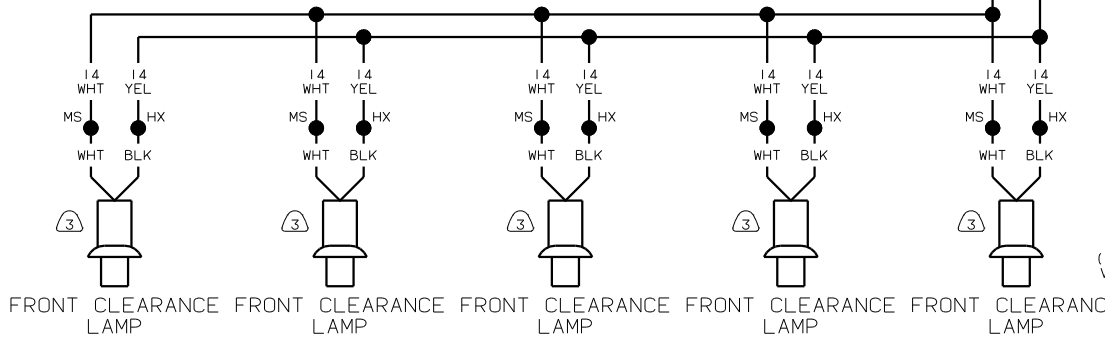 14 14 14 14 14 14 14 14 14 14
WHT YEL WHT YEL WHT YEL WHT YEL WHT YEL
MS HX MS HX MS HX MS HX MS HX
WHT BLK WHT BLK WHT BLK WHT BLK WHT BLK
3 3 3 3 3
FRONT CLEARANCE FRONT CLEARANCE FRONT CLEARANCE FRONT CLEARANCE FRONT CLEARANC
LAMP LAMP LAMP LAMP LAMP